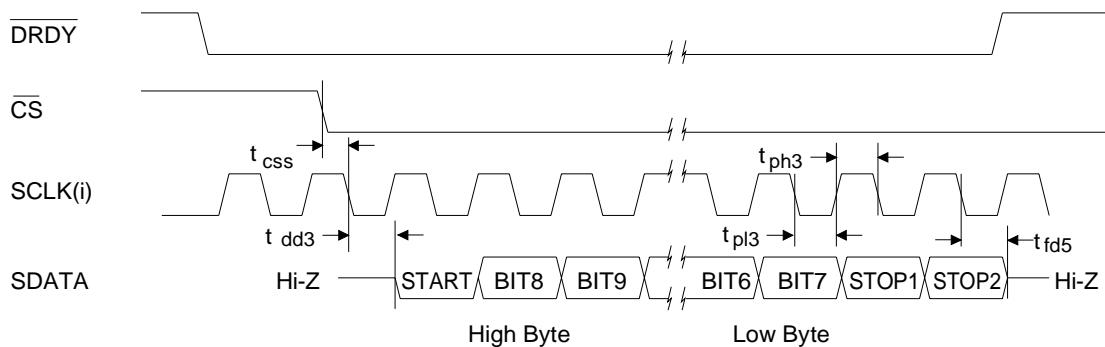 DRDY
CS
t css
t ph3
SCLK(i)
t dd3
t pl3
t fd5
SDATA
Hi-Z START BIT8 BIT9 BIT6 BIT7 STOP1 STOP2 Hi-Z
High Byte Low Byte